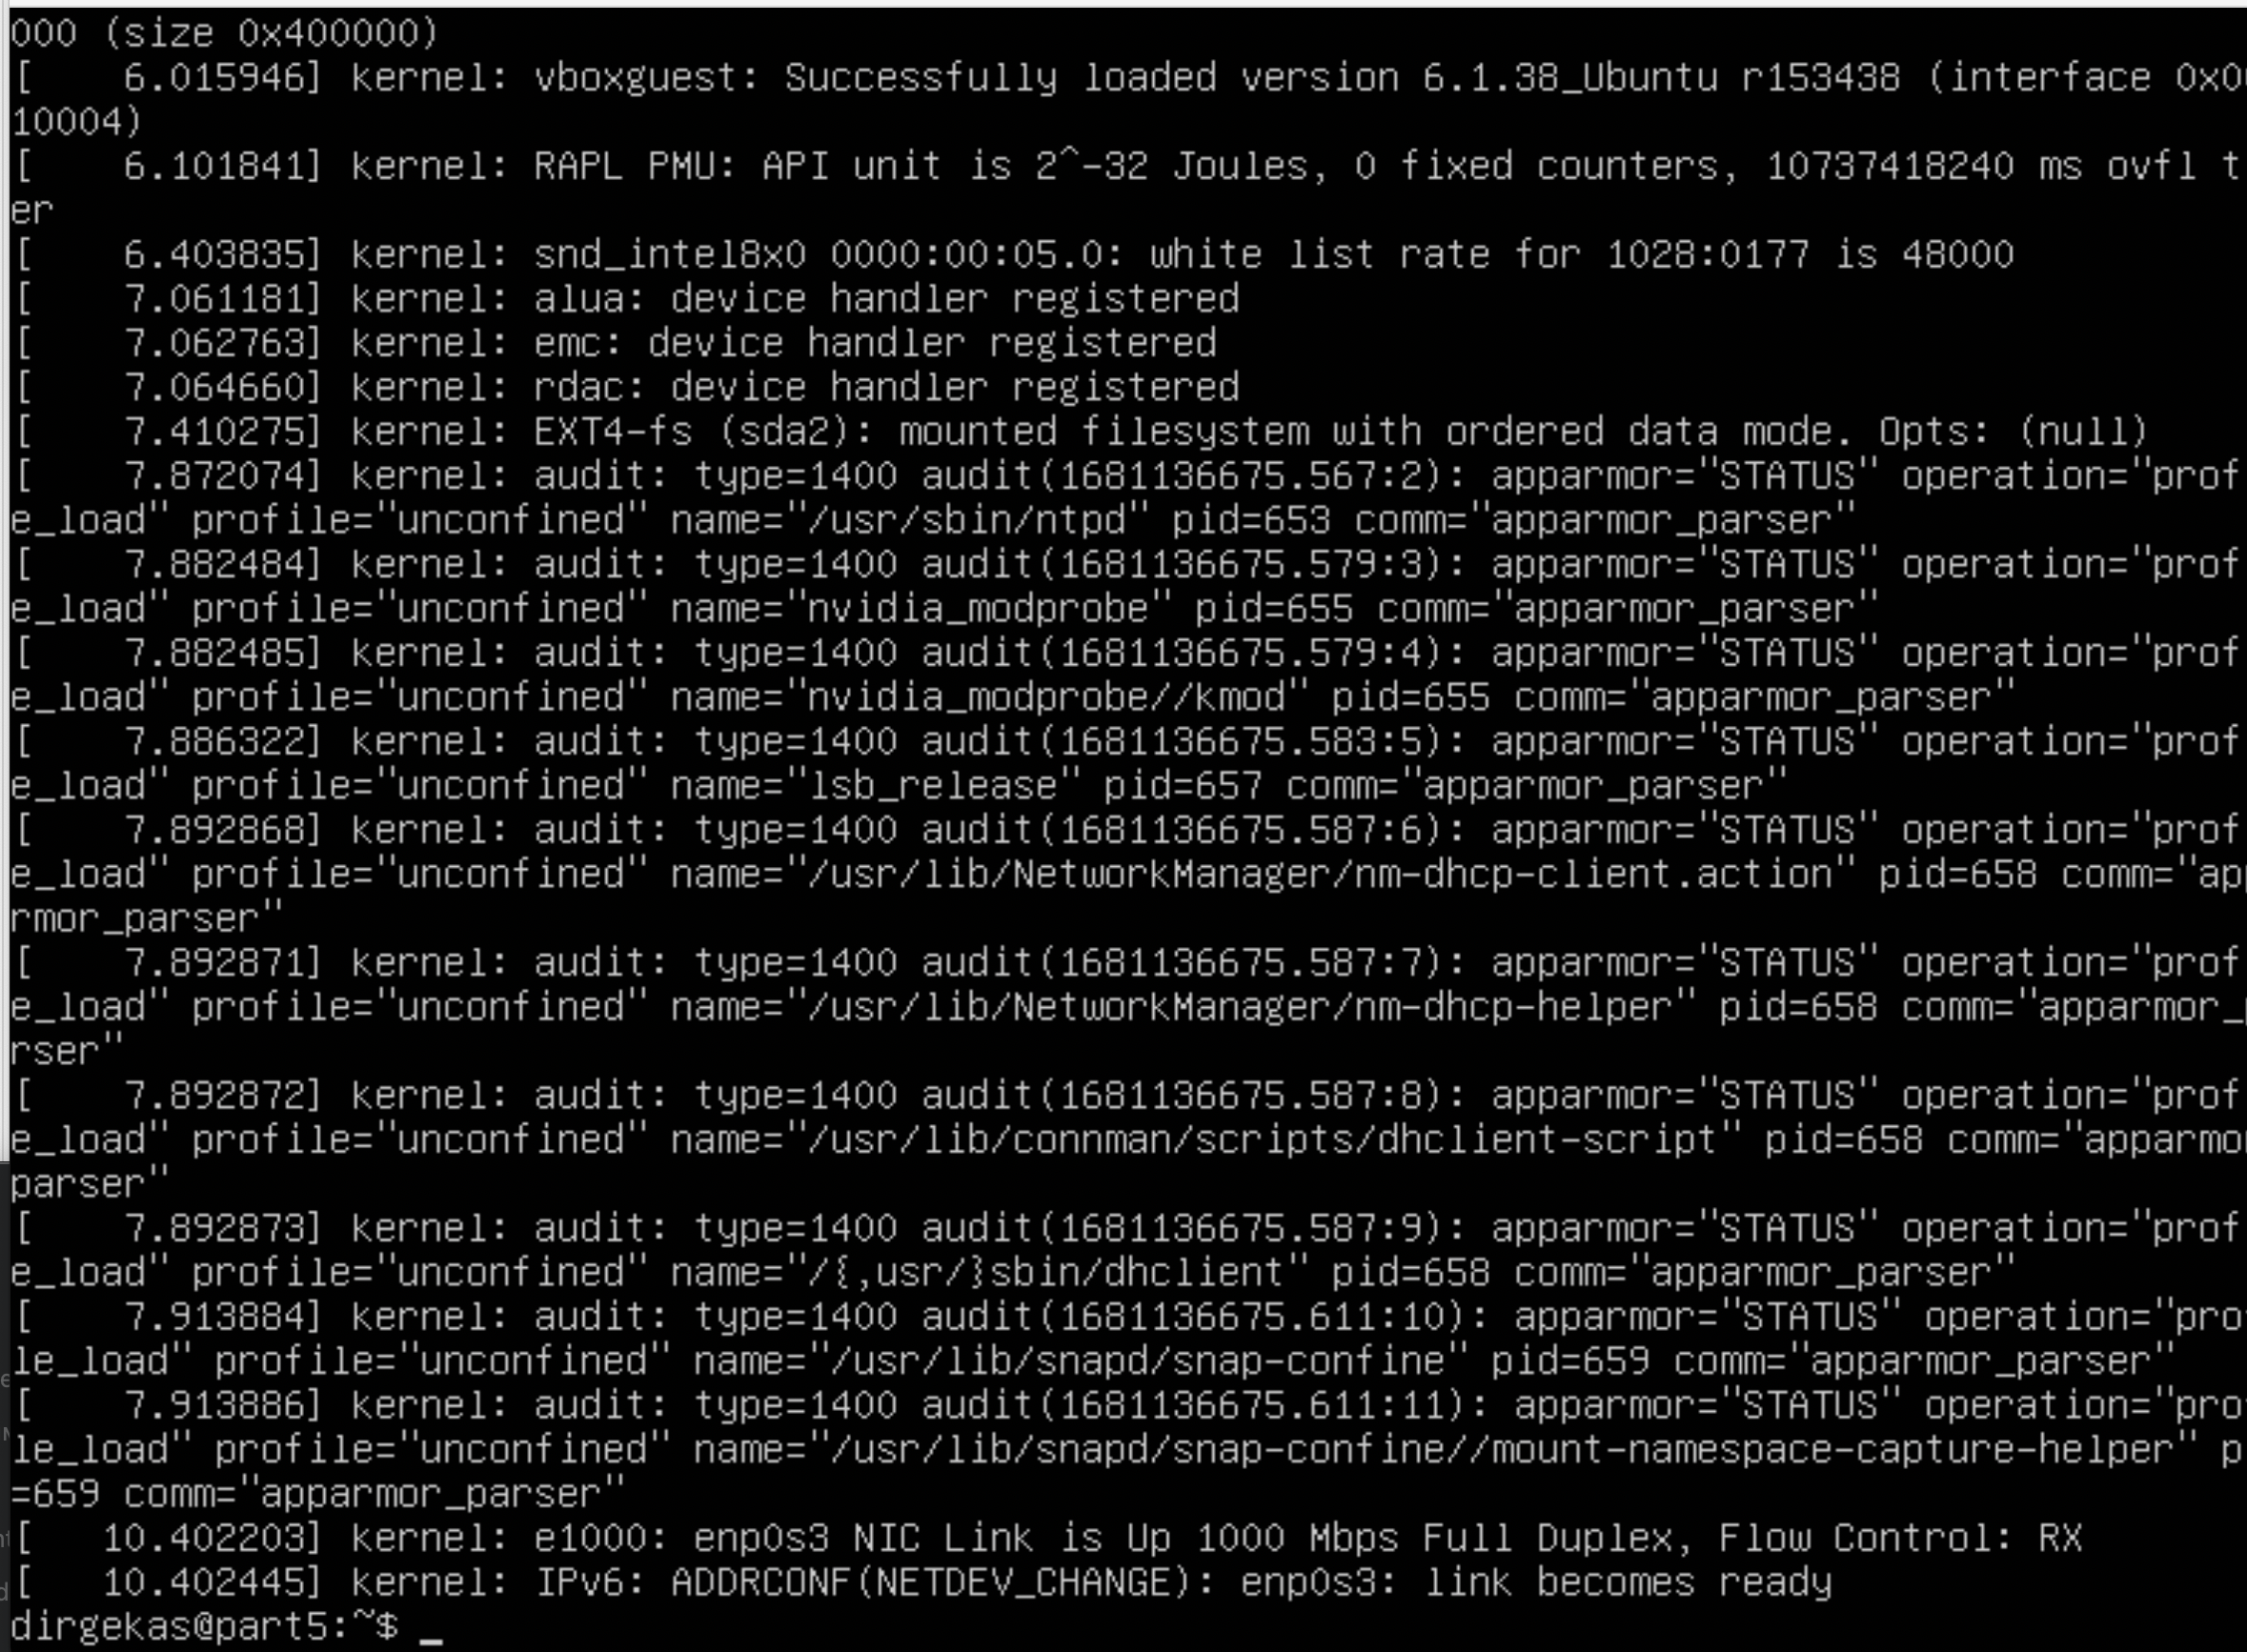 000 (size 0x400000)
[    6.015946] kernel: vboxguest: Successfully loaded version 6.1.38_Ubuntu r153438 (interface 0x0
10004)
[    6.101841] kernel: RAPL PMU: API unit is 2^-32 Joules, 0 fixed counters, 10737418240 ms ovfl t
er
[    6.403835] kernel: snd_intel8x0 0000:00:05.0: white list rate for 1028:0177 is 48000
[    7.061181] kernel: alua: device handler registered
[    7.062763] kernel: emc: device handler registered
[    7.064660] kernel: rdac: device handler registered
[    7.410275] kernel: EXT4-fs (sda2): mounted filesystem with ordered data mode. Opts: (null)
[    7.872074] kernel: audit: type=1400 audit(1681136675.567:2): apparmor="STATUS" operation="prof
e_load" profile="unconfined" name="/usr/sbin/ntpd" pid=653 comm="apparmor_parser"
[    7.882484] kernel: audit: type=1400 audit(1681136675.579:3): apparmor="STATUS" operation="prof
e_load" profile="unconfined" name="nvidia_modprobe" pid=655 comm="apparmor_parser"
[    7.882485] kernel: audit: type=1400 audit(1681136675.579:4): apparmor="STATUS" operation="prof
e_load" profile="unconfined" name="nvidia_modprobe//kmod" pid=655 comm="apparmor_parser"
[    7.886322] kernel: audit: type=1400 audit(1681136675.583:5): apparmor="STATUS" operation="prof
e_load" profile="unconfined" name="lsb_release" pid=657 comm="apparmor_parser"
[    7.892868] kernel: audit: type=1400 audit(1681136675.587:6): apparmor="STATUS" operation="prof
e_load" profile="unconfined" name="/usr/lib/NetworkManager/nm-dhcp-client.action" pid=658 comm="ap
rmor_parser"
[    7.892871] kernel: audit: type=1400 audit(1681136675.587:7): apparmor="STATUS" operation="prof
e_load" profile="unconfined" name="/usr/lib/NetworkManager/nm-dhcp-helper" pid=658 comm="apparmor_p
rser"
[    7.892872] kernel: audit: type=1400 audit(1681136675.587:8): apparmor="STATUS" operation="prof
e_load" profile="unconfined" name="/usr/lib/connman/scripts/dhclient-script" pid=658 comm="apparmor
parser"
[    7.892873] kernel: audit: type=1400 audit(1681136675.587:9): apparmor="STATUS" operation="prof
e_load" profile="unconfined" name="/{,usr/}sbin/dhclient" pid=658 comm="apparmor_parser"
[    7.913884] kernel: audit: type=1400 audit(1681136675.611:10): apparmor="STATUS" operation="prof
le_load" profile="unconfined" name="/usr/lib/snapd/snap-confine" pid=659 comm="apparmor_parser"
[    7.913886] kernel: audit: type=1400 audit(1681136675.611:11): apparmor="STATUS" operation="prof
le_load" profile="unconfined" name="/usr/lib/snapd/snap-confine//mount-namespace-capture-helper" p
=659 comm="apparmor_parser"
[   10.402203] kernel: e1000: enp0s3 NIC Link is Up 1000 Mbps Full Duplex, Flow Control: RX
[   10.402445] kernel: IPv6: ADDRCONF(NETDEV_CHANGE): enp0s3: link becomes ready
dirgekas@part5:~$ _